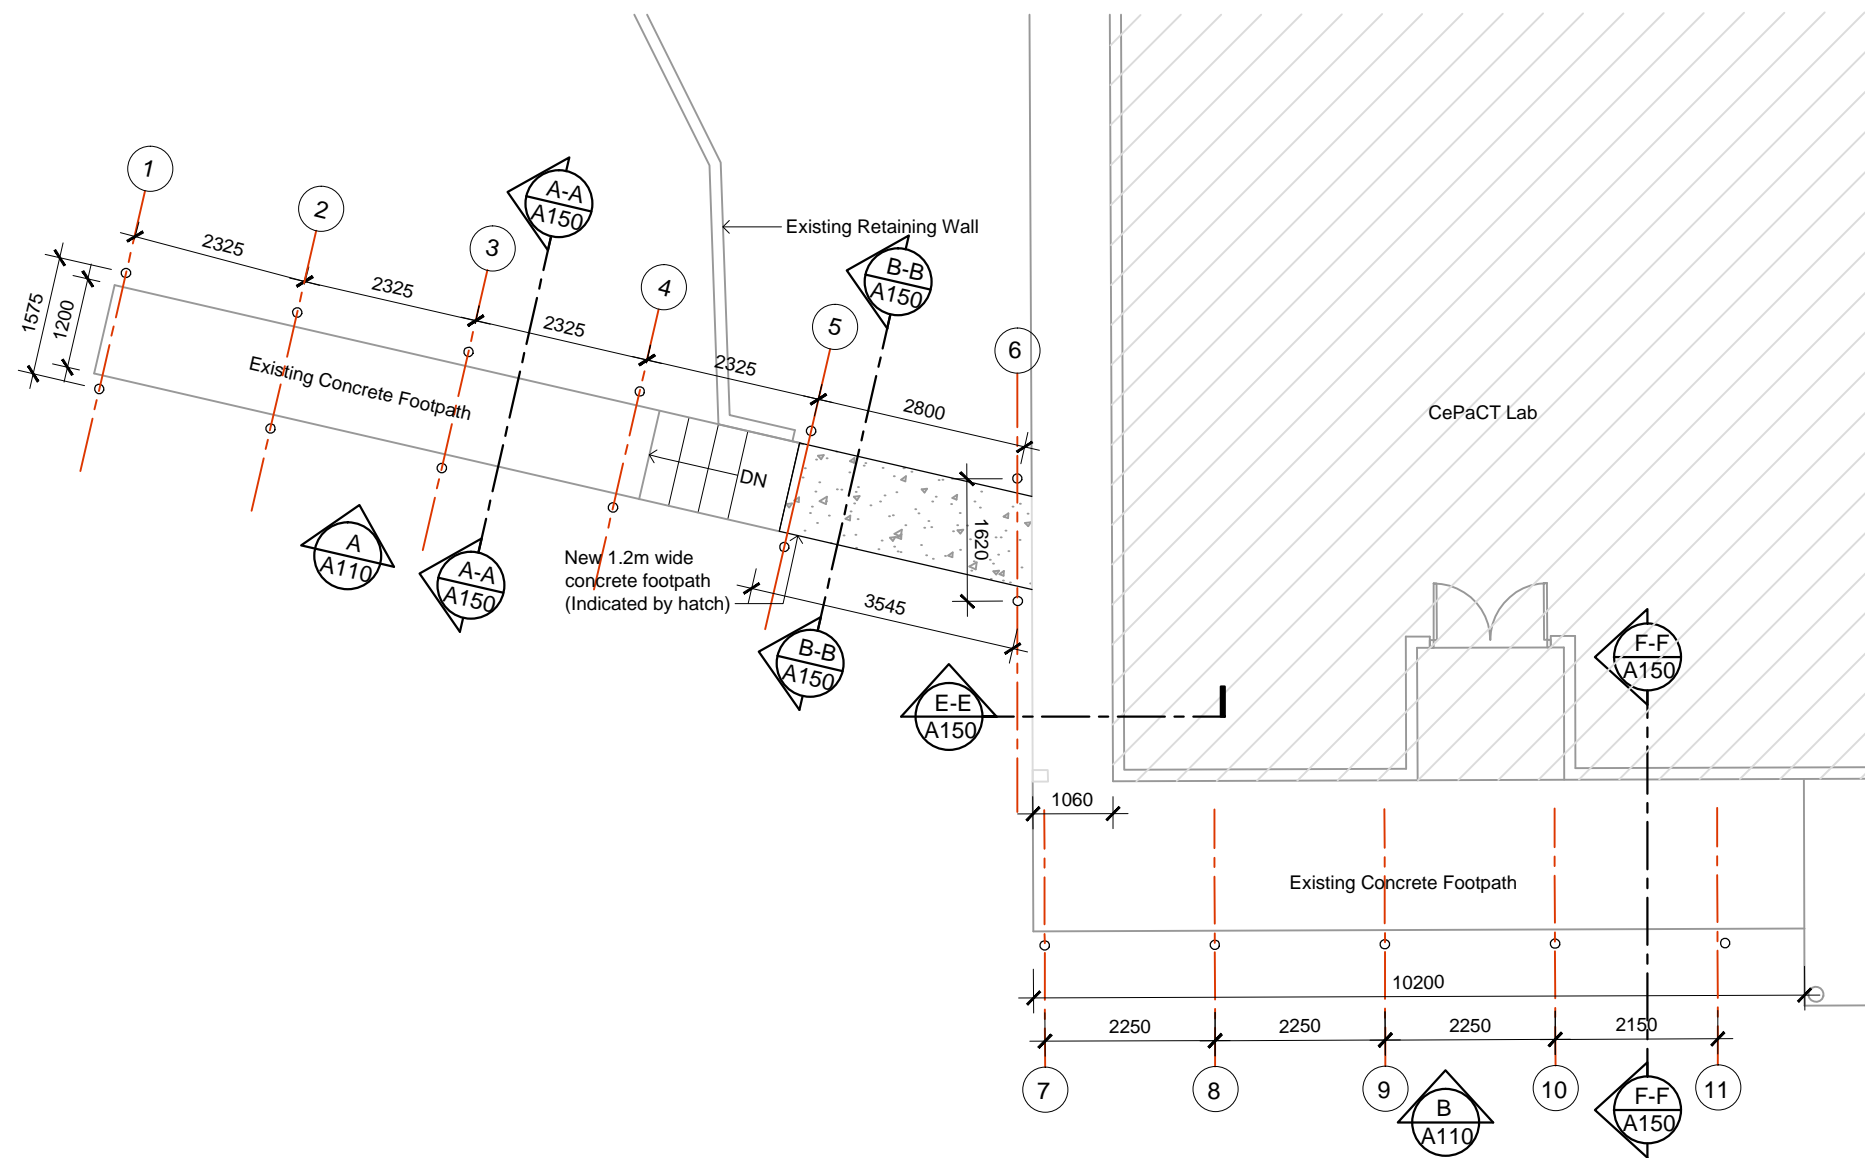 1
2
3
4
5
6
A-A
A150
B-B
A150
Existing Retaining Wall
2325
2325
2325
2325
2800
1575
1200
Existing Concrete Footpath
DN
CePaCT Lab
A
A110
A-A
A150
New 1.2m wide
concrete footpath
(Indicated by hatch)
1620
3545
B-B
A150
E-E
A150
F-F
A150
1060
Existing Concrete Footpath
10200
2250
2250
2250
2150
7
8
9
10
11
B
A110
F-F
A150